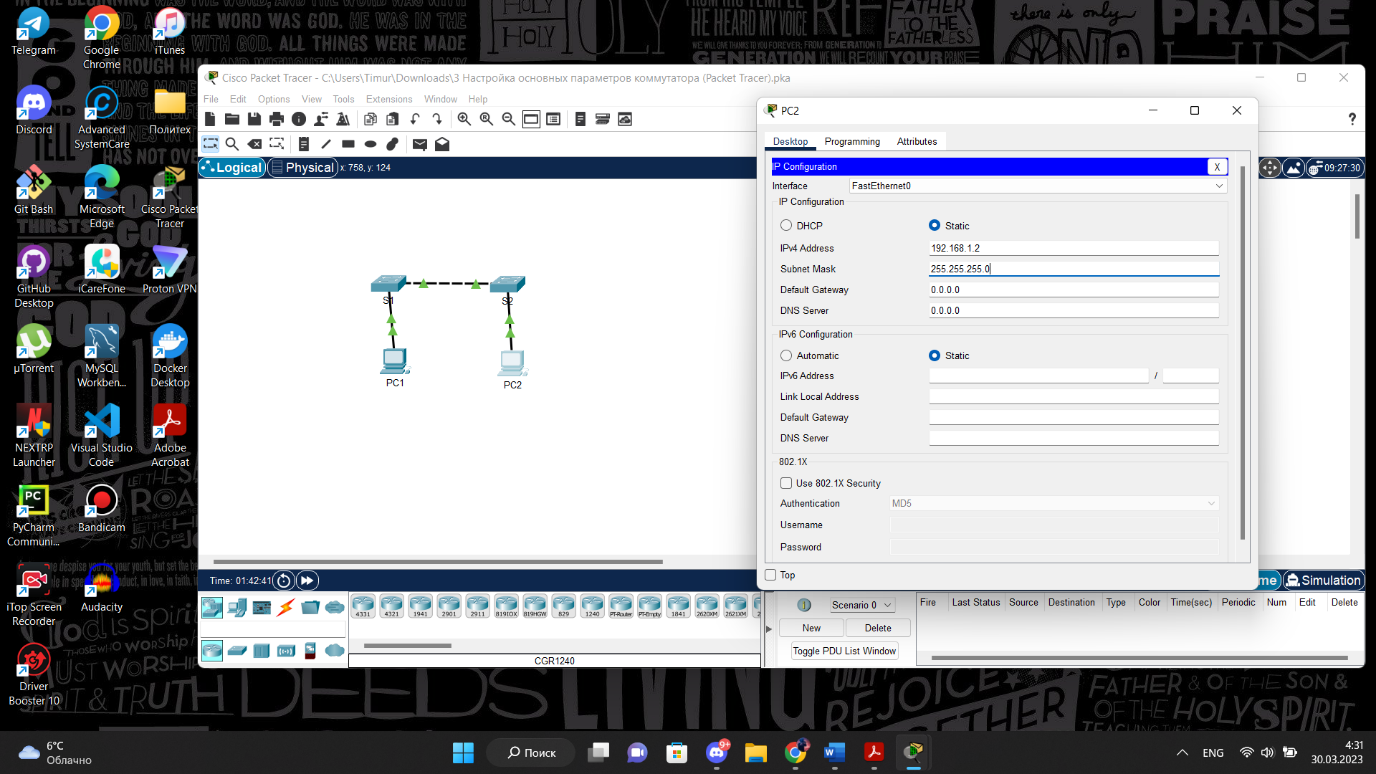 Telegram
Google
Chrome
iTunes
Discord
Advanced
SystemCare
Политех
Git Bash
Microsoft
Edge
Cisco Packet
Tracer
GitHub
Desktop
iCareFone
Proton VPN
µTorrent
MySQL
Workben...
Docker
Desktop
NEXTRP
Launcher
Visual Studio
Code
Adobe
Acrobat
PyCharm
Communi...
Bandicam
iTop Screen
Recorder
Audacity
Driver
Booster 10
Cisco Packet Tracer - C:\Users\Timur\Downloads\3 Настройка основных параметров коммутатора (Packet Tracer).pka
File Edit Options View Tools Extensions Window Help
Logical Physical x: 758, y: 124
09:27:30
S1
S2
PC1
PC2
Time: 01:42:41
Simulation
4331 4321 1941 2901 2911 819IOX 819HGW 829 1240 PT-Router PT-Empty 1841 2620XM 2621XM
CGR1240
Scenario 0
New Delete
Toggle PDU List Window
Fire Last Status Source Destination Type Color Time(sec) Periodic Num Edit Delete
PC2
Desktop Programming Attributes
IP Configuration X
Interface FastEthernet0
IP Configuration
DHCP Static
IPv4 Address 192.168.1.2
Subnet Mask 255.255.255.0
Default Gateway 0.0.0.0
DNS Server 0.0.0.0
IPv6 Configuration
Automatic Static
IPv6 Address /
Link Local Address
Default Gateway
DNS Server
802.1X
Use 802.1X Security
Authentication MD5
Username
Password
Top
6°C
Облачно
Поиск
ENG
4:31
30.03.2023